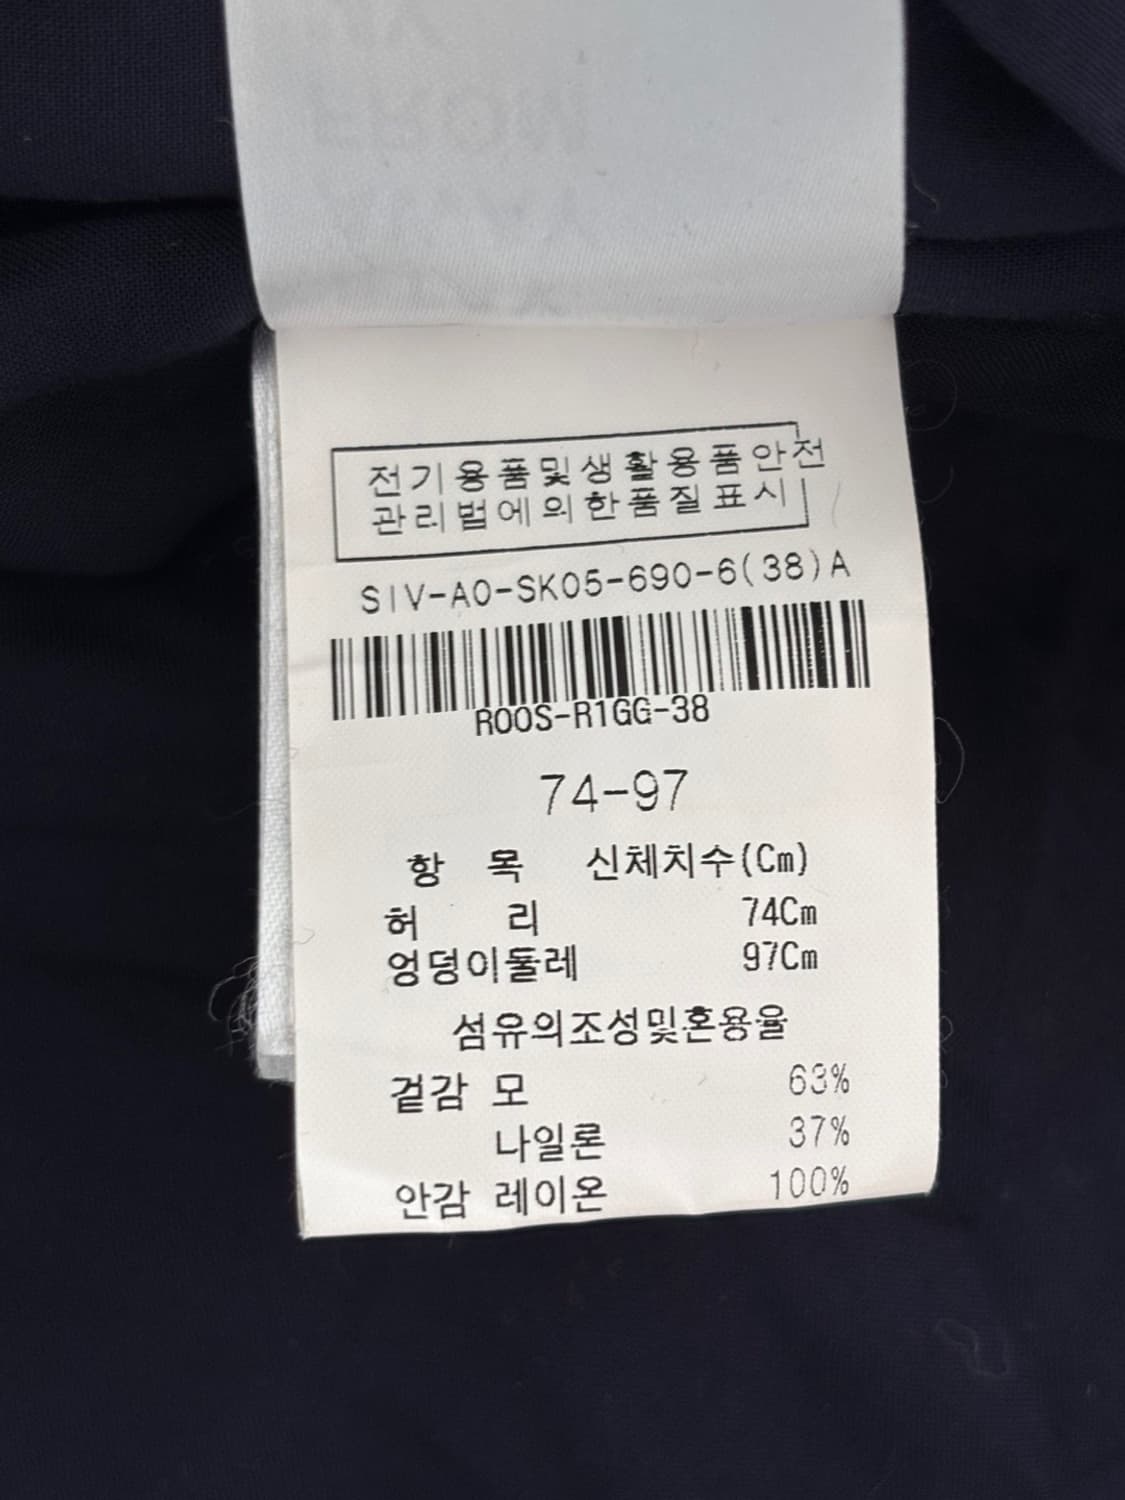 전기용품및생활용품안전
관리법에의한품질표시
SIV-A0-SK05-690-6(38)A
R00S-R1GG-38
74-97
항 목 신체치수(Cm)
허 리 74Cm
엉덩이둘레 97Cm
섬유의조성및혼용율
겉감 모 63%
나일론 37%
안감 레이온 100%